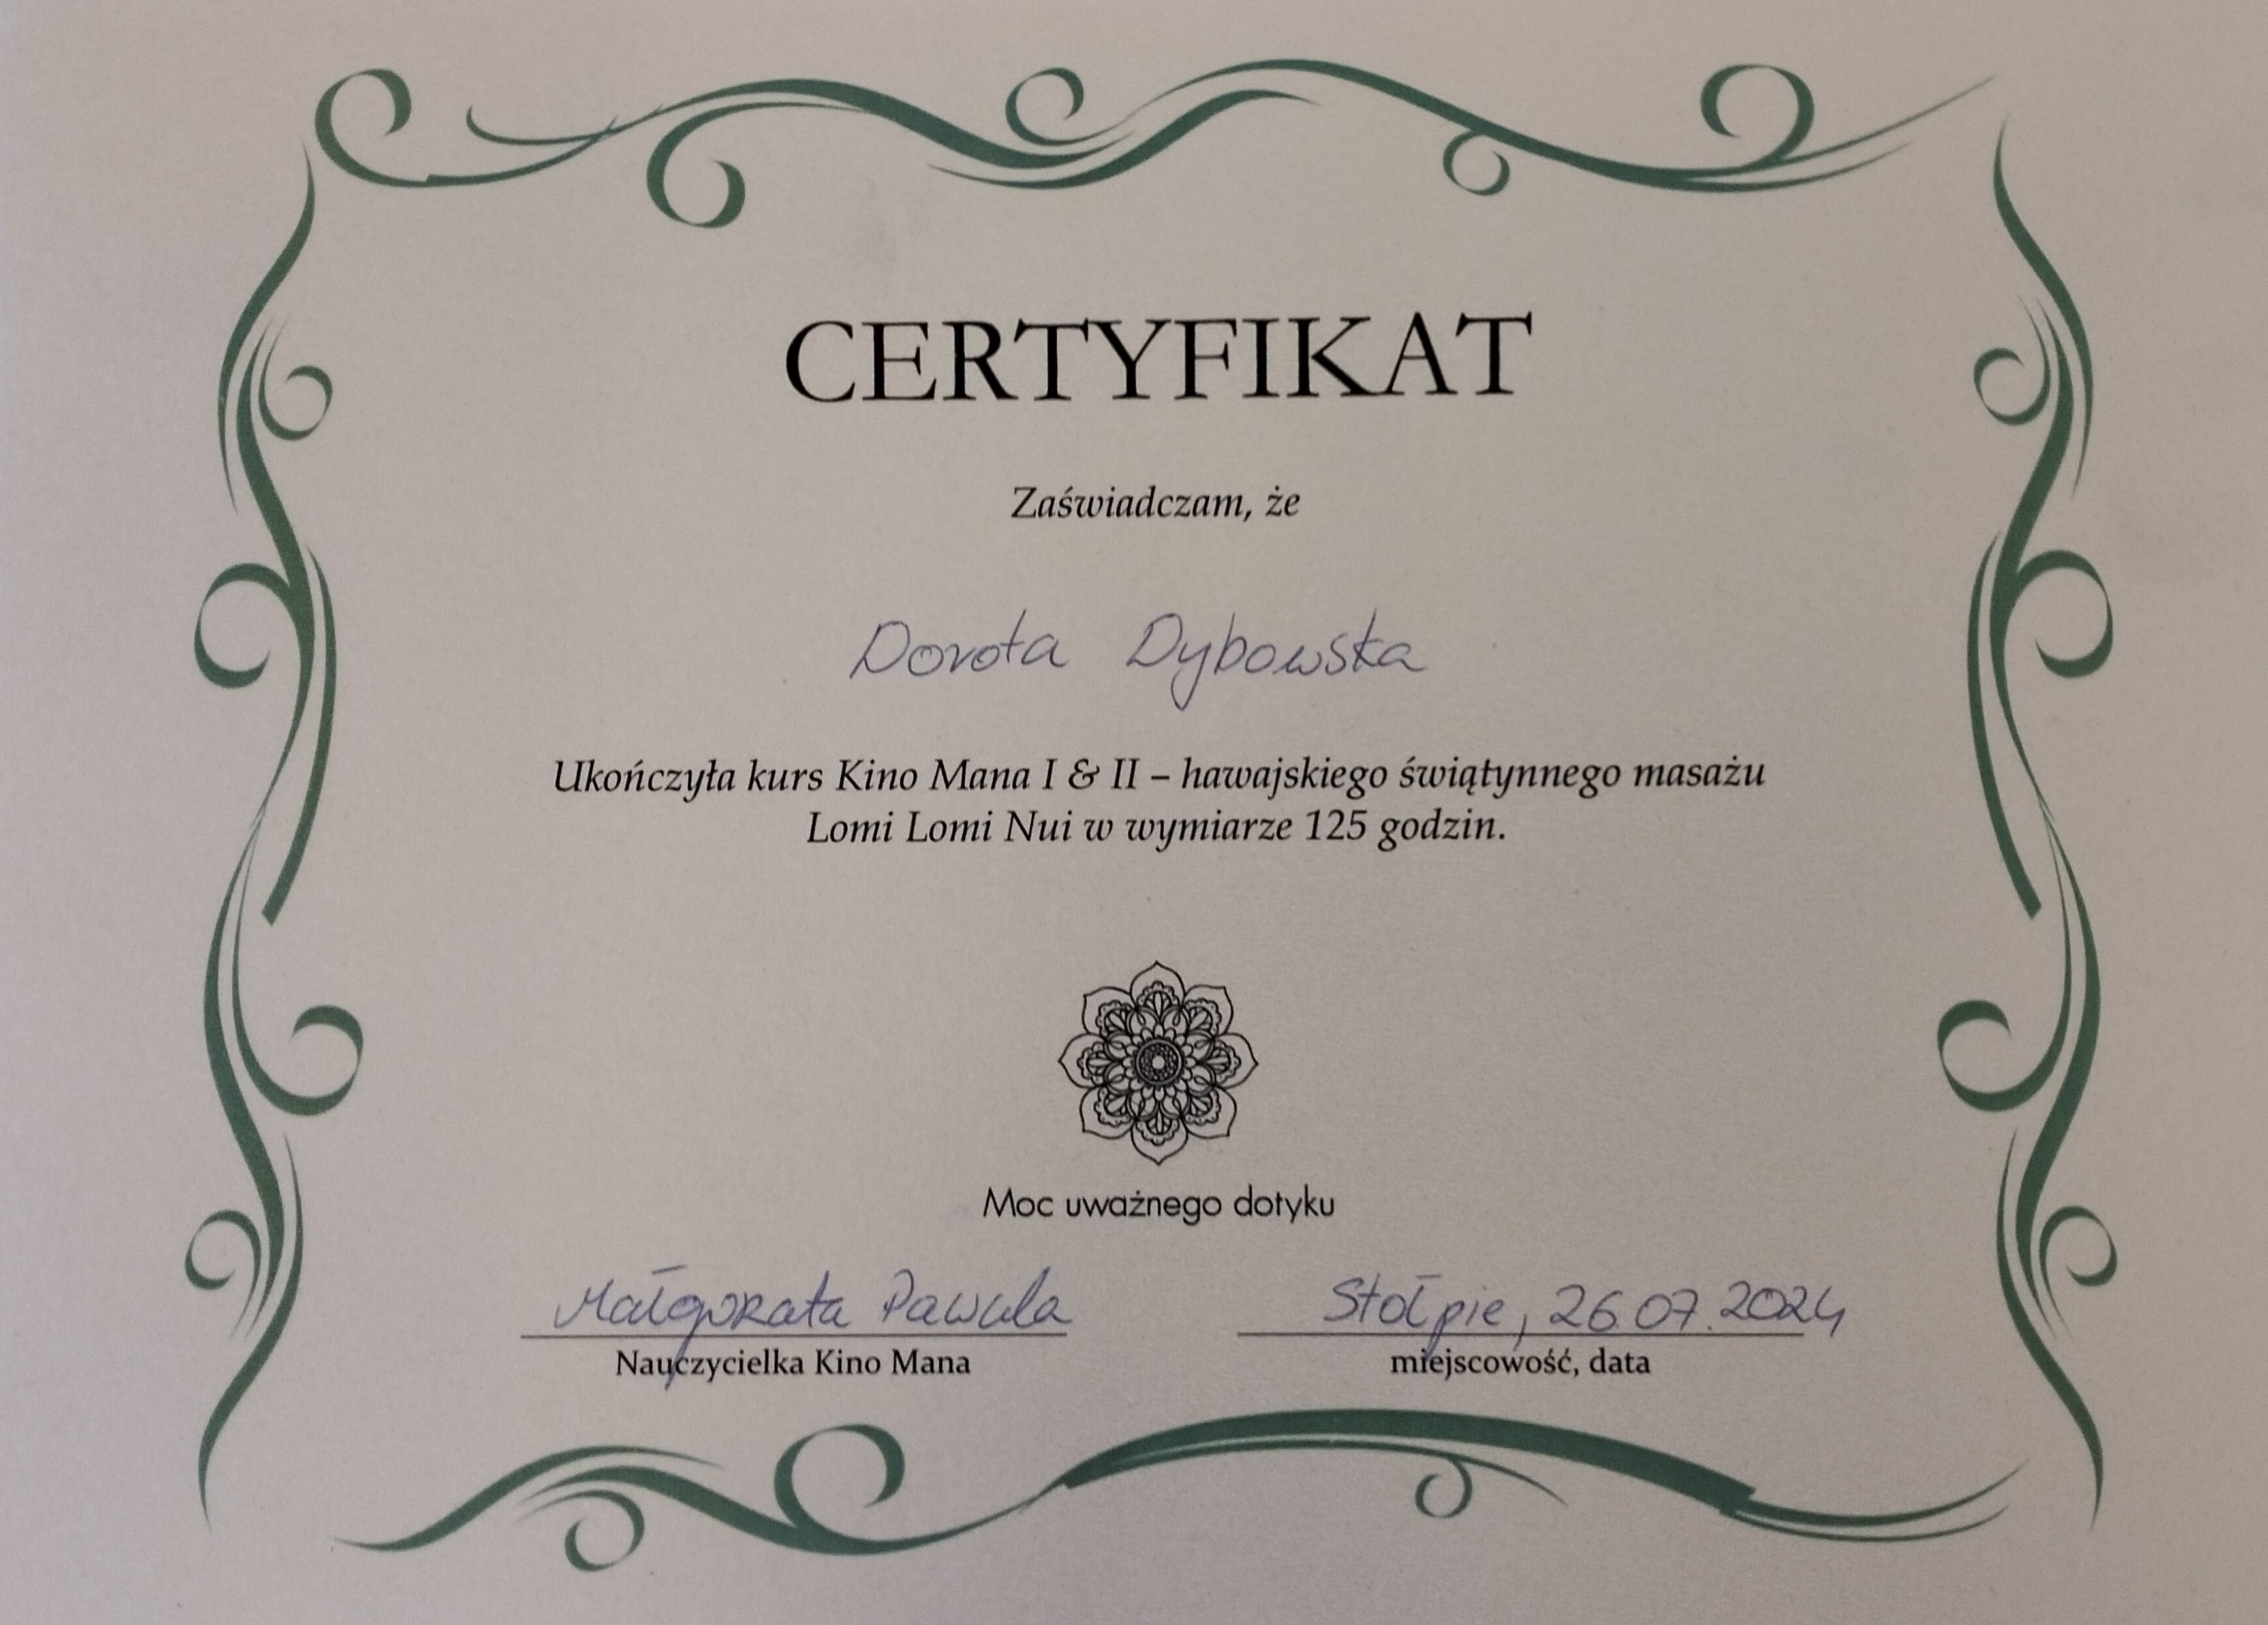 CERTYFIKAT
Zaświadczam, że
Dorota Dybowska
Ukończyła kurs Kino Mana I & II – hawajskiego świątynnego masażu
Lomi Lomi Nui w wymiarze 125 godzin.
Moc uważnego dotyku
Małgorzata Pawula
Nauczycielka Kino Mana
Stołpie, 26.07.2024
miejscowość, data